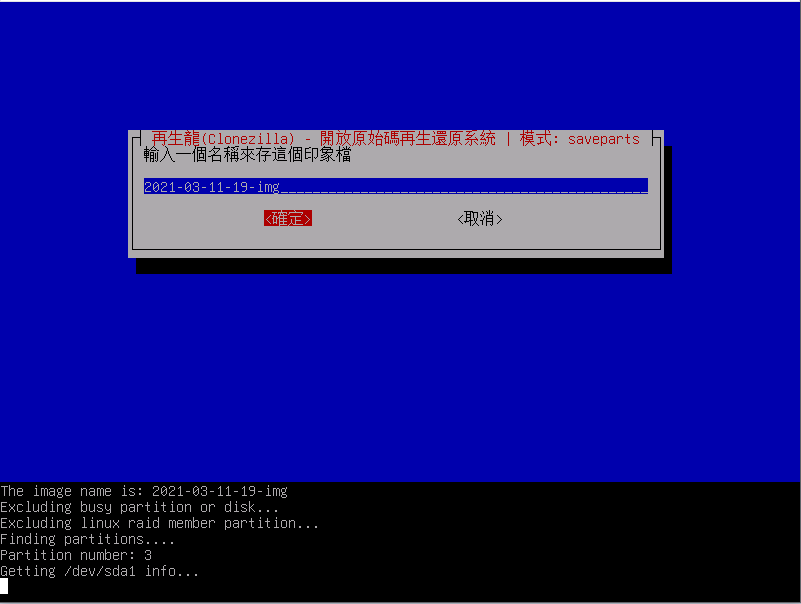 再生龍(Clonezilla) - 開放原始碼再生還原系統 | 模式: saveparts
輸入一個名稱來存這個印象檔
2021-03-11-19-img
<確定> <取消>
The image name is: 2021-03-11-19-img
Excluding busy partition or disk...
Excluding linux raid member partition...
Finding partitions....
Partition number: 3
Getting /dev/sda1 info...